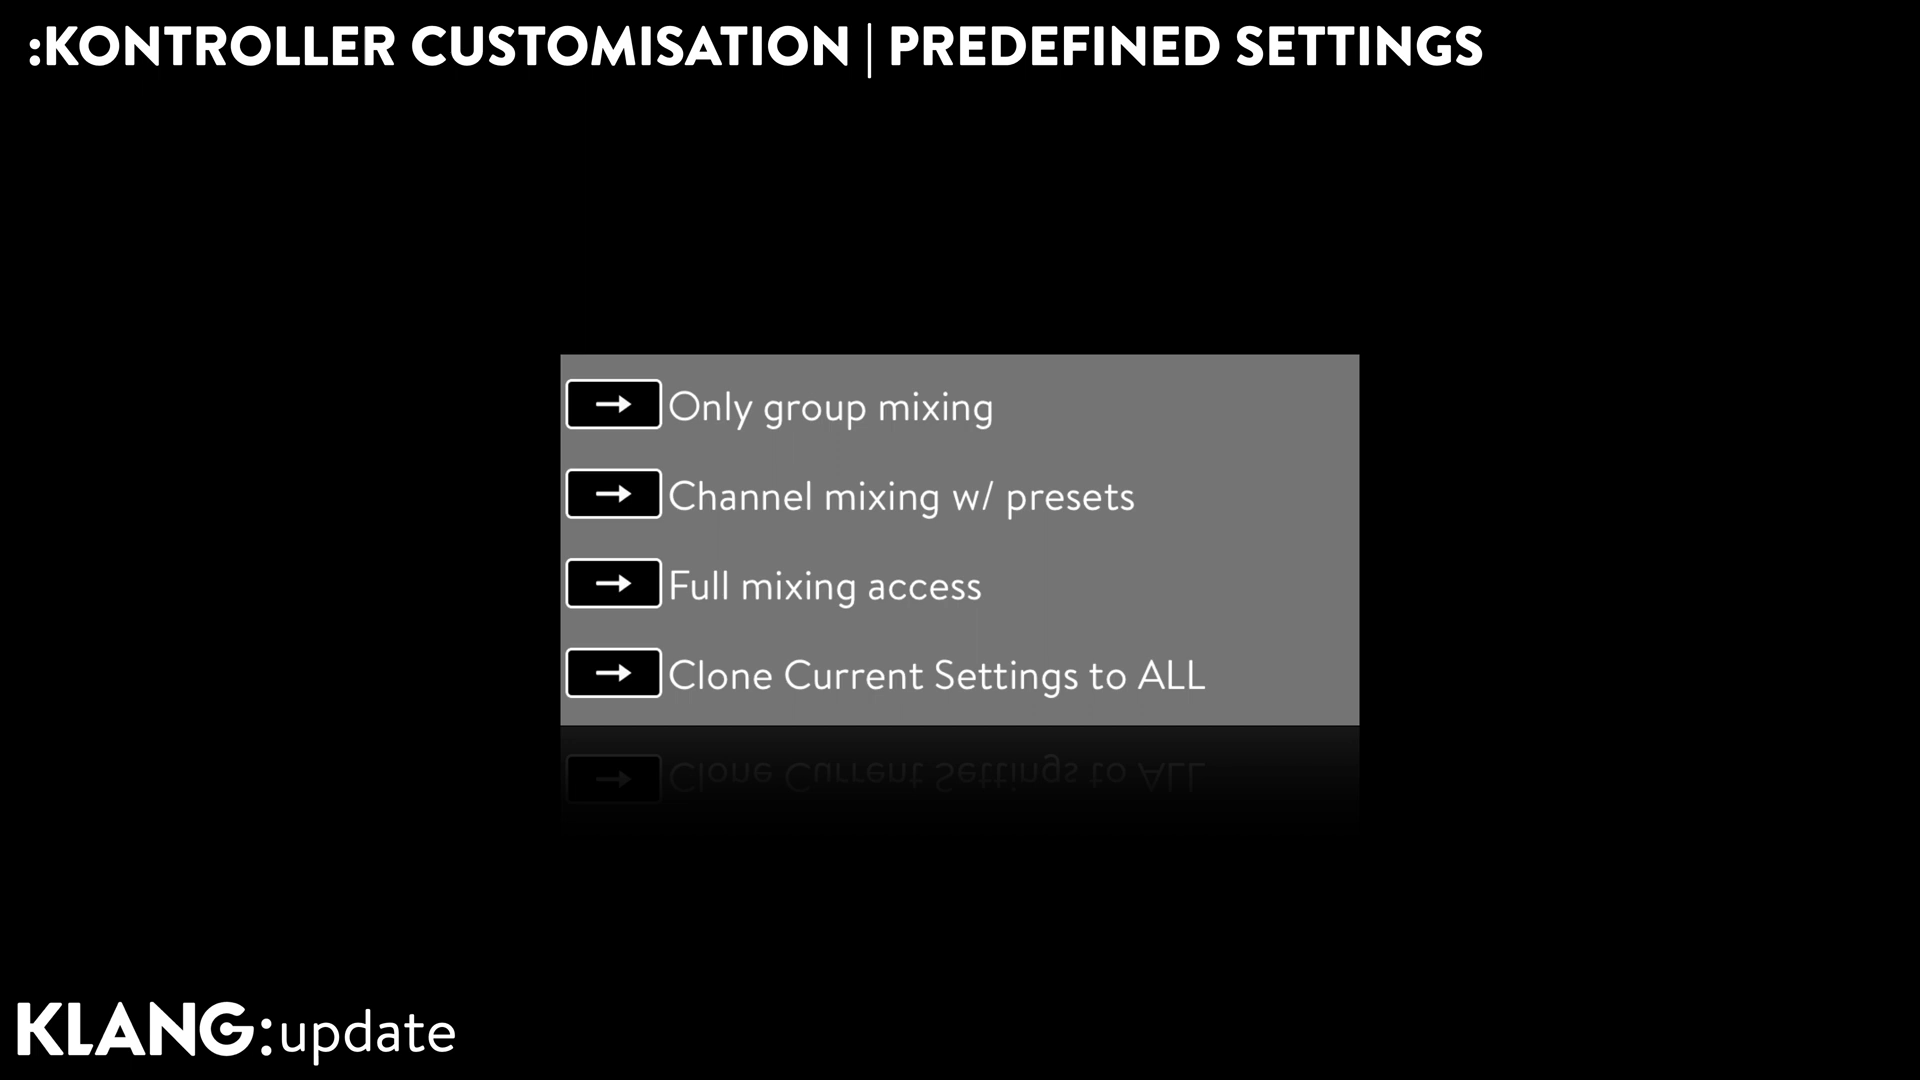 :KONTROLLER CUSTOMISATION | PREDEFINED SETTINGS
→ Only group mixing
→ Channel mixing w/ presets
→ Full mixing access
→ Clone Current Settings to ALL
KLANG:update